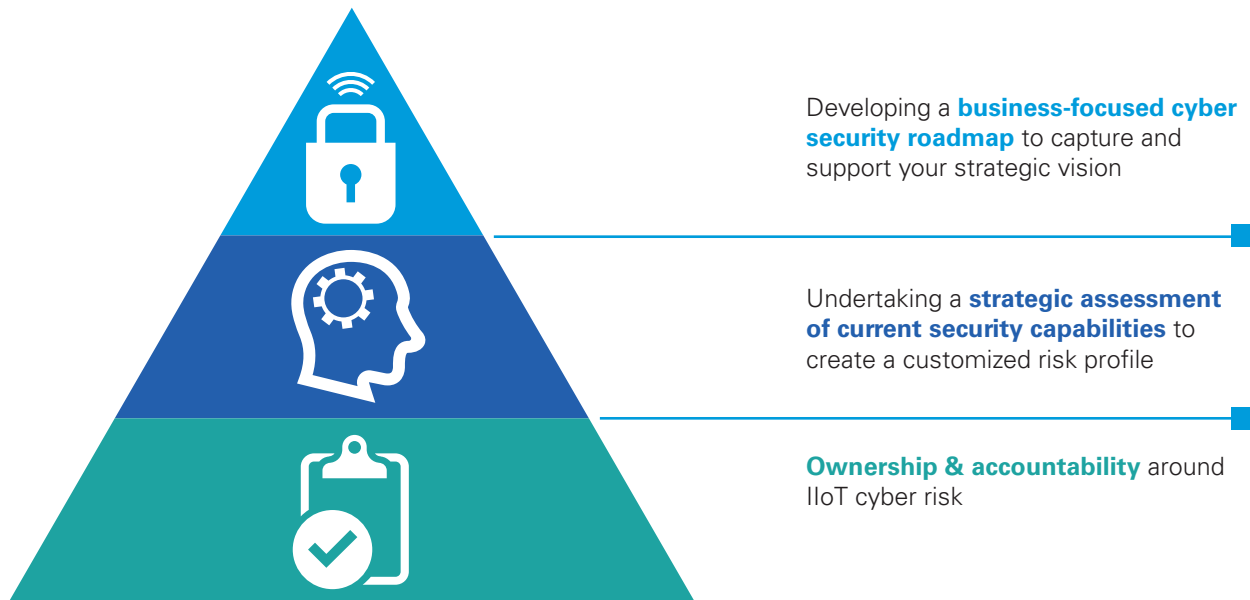 Developing a business-focused cyber
security roadmap to capture and
support your strategic vision
Undertaking a strategic assessment
of current security capabilities to
create a customized risk profile
Ownership & accountability around
IIoT cyber risk